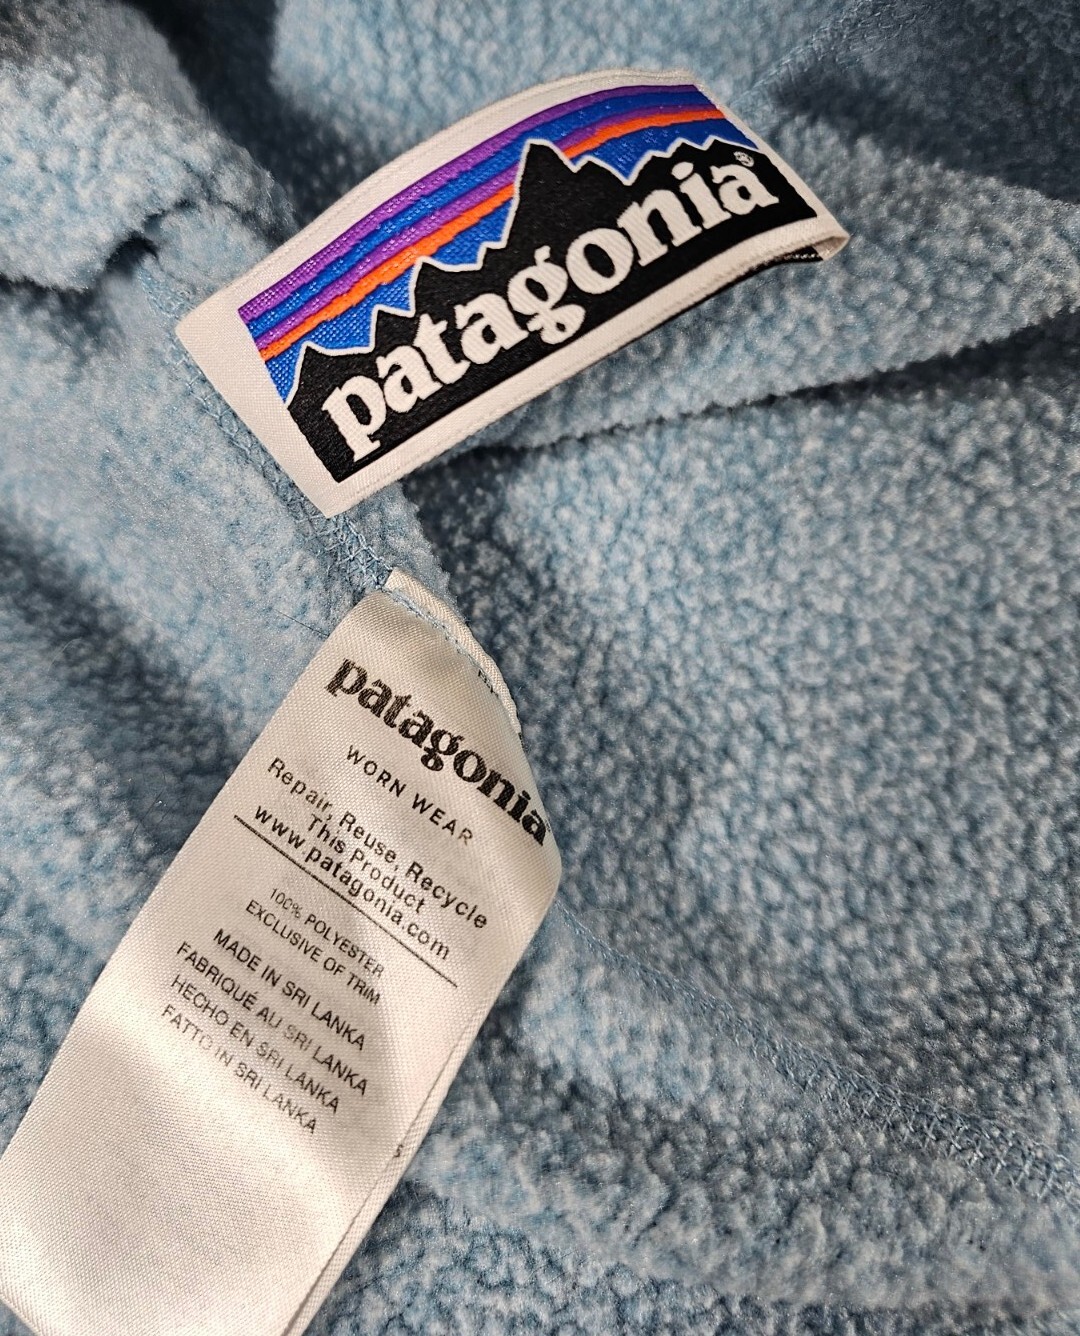 patagonia®
patagonia
WORN WEAR
Repair, Reuse, Recycle
This Product
www.patagonia.com
100% POLYESTER
EXCLUSIVE OF TRIM
MADE IN SRI LANKA
FABRIQUÉ AU SRI LANKA
HECHO EN SRI LANKA
FATTO IN SRI LANKA